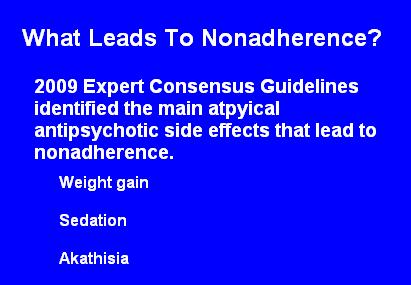 What Leads To Nonadherence?
2009 Expert Consensus Guidelines
identified the main atpyical
antipsychotic side effects that lead to
nonadherence.
Weight gain
Sedation
Akathisia